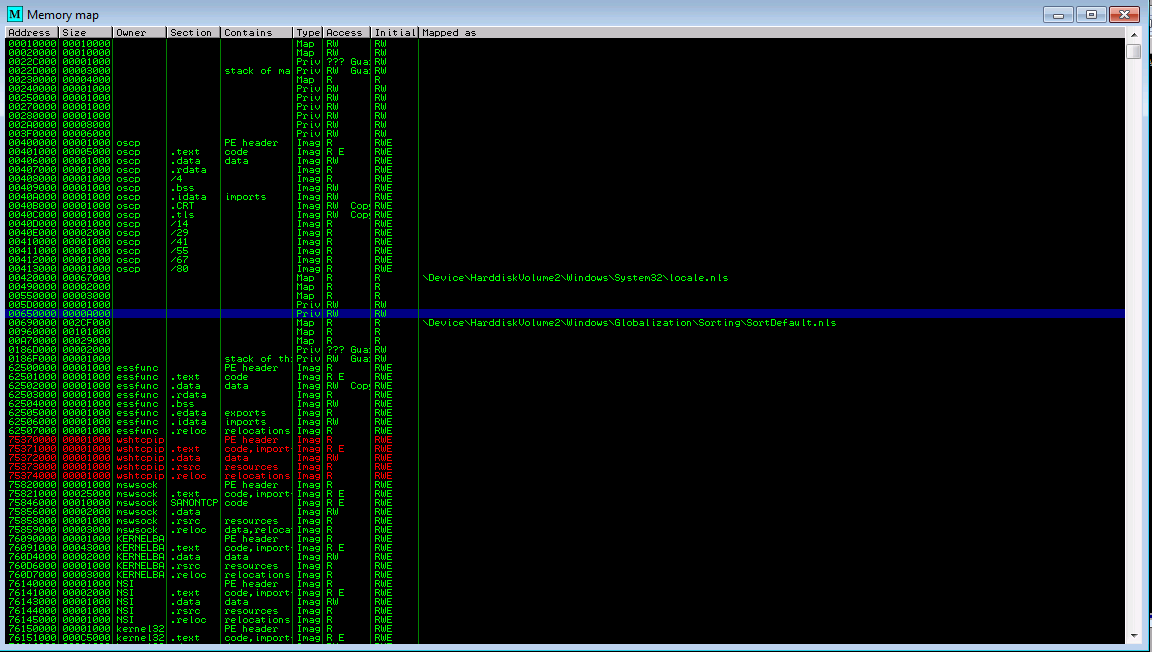 M Memory map
Address Size Owner Section Contains Type Access Initial Mapped as
00010000 00010000 Map RW RW
00020000 00010000 Map RW RW
0022C000 00001000 Priv ??? Gua: RW
0022D000 00003000 stack of ma Priv RW Gua: RW
00230000 00004000 Map R R
00240000 00001000 Priv RW RW
00250000 00001000 Priv RW RW
00270000 00001000 Priv RW RW
00280000 00001000 Priv RW RW
002A0000 00008000 Priv RW RW
003F0000 00006000 Priv RW RW
00400000 00001000 oscp PE header Imag R RWE
00401000 00005000 oscp .text code Imag R E RWE
00406000 00001000 oscp .data data Imag RW RWE
00407000 00001000 oscp .rdata Imag R RWE
00408000 00001000 oscp /4 Imag R RWE
00409000 00001000 oscp .bss Imag RW RWE
0040A000 00001000 oscp .idata imports Imag RW RWE
0040B000 00001000 oscp .CRT Imag RW Cop RWE
0040C000 00001000 oscp .tls Imag RW Cop RWE
0040D000 00001000 oscp /14 Imag R RWE
0040E000 00002000 oscp /29 Imag R RWE
00410000 00001000 oscp /41 Imag R RWE
00411000 00001000 oscp /55 Imag R RWE
00412000 00001000 oscp /67 Imag R RWE
00413000 00001000 oscp /80 Imag R RWE
00420000 00067000 Map R R \Device\HarddiskVolume2\Windows\System32\locale.nls
00490000 00002000 Map R R
00550000 00003000 Map R R
005D0000 00001000 Priv RW RW
00650000 0000A000 Priv RW RW
00690000 002CF000 Map R R \Device\HarddiskVolume2\Windows\Globalization\Sorting\SortDefault.nls
00960000 00101000 Map R R
00A70000 00029000 Map R R
0186D000 00002000 Priv ??? Gua: RW
0186F000 00001000 stack of th Priv RW Gua: RW
62500000 00001000 essfunc PE header Imag R RWE
62501000 00001000 essfunc .text code Imag R E RWE
62502000 00001000 essfunc .data data Imag RW Cop RWE
62503000 00001000 essfunc .rdata Imag R RWE
62504000 00001000 essfunc .bss Imag RW RWE
62505000 00001000 essfunc .edata exports Imag R RWE
62506000 00001000 essfunc .idata imports Imag RW RWE
62507000 00001000 essfunc .reloc relocations Imag R RWE
75370000 00001000 wshtcpip PE header Imag R RWE
75371000 00001000 wshtcpip .text code,import Imag R E RWE
75372000 00001000 wshtcpip .data data Imag RW RWE
75373000 00001000 wshtcpip .rsrc resources Imag R RWE
75374000 00001000 wshtcpip .reloc relocations Imag R RWE
75820000 00001000 mswsock PE header Imag R RWE
75821000 00025000 mswsock .text code,import Imag R E RWE
75846000 00010000 mswsock SANONTCP code Imag R E RWE
75856000 00002000 mswsock .data Imag RW RWE
75858000 00001000 mswsock .rsrc resources Imag R RWE
75859000 00003000 mswsock .reloc data,reloca Imag R RWE
76090000 00001000 KERNELBA PE header Imag R RWE
76091000 00043000 KERNELBA .text code,import Imag R E RWE
760D4000 00002000 KERNELBA .data data Imag RW RWE
760D6000 00001000 KERNELBA .rsrc resources Imag R RWE
760D7000 00003000 KERNELBA .reloc relocations Imag R RWE
76140000 00001000 NSI PE header Imag R RWE
76141000 00002000 NSI .text code,import Imag R E RWE
76143000 00001000 NSI .data data Imag RW RWE
76144000 00001000 NSI .rsrc resources Imag R RWE
76145000 00001000 NSI .reloc relocations Imag R RWE
76150000 00001000 kernel32 PE header Imag R RWE
76151000 000C5000 kernel32 .text code,import Imag R E RWE